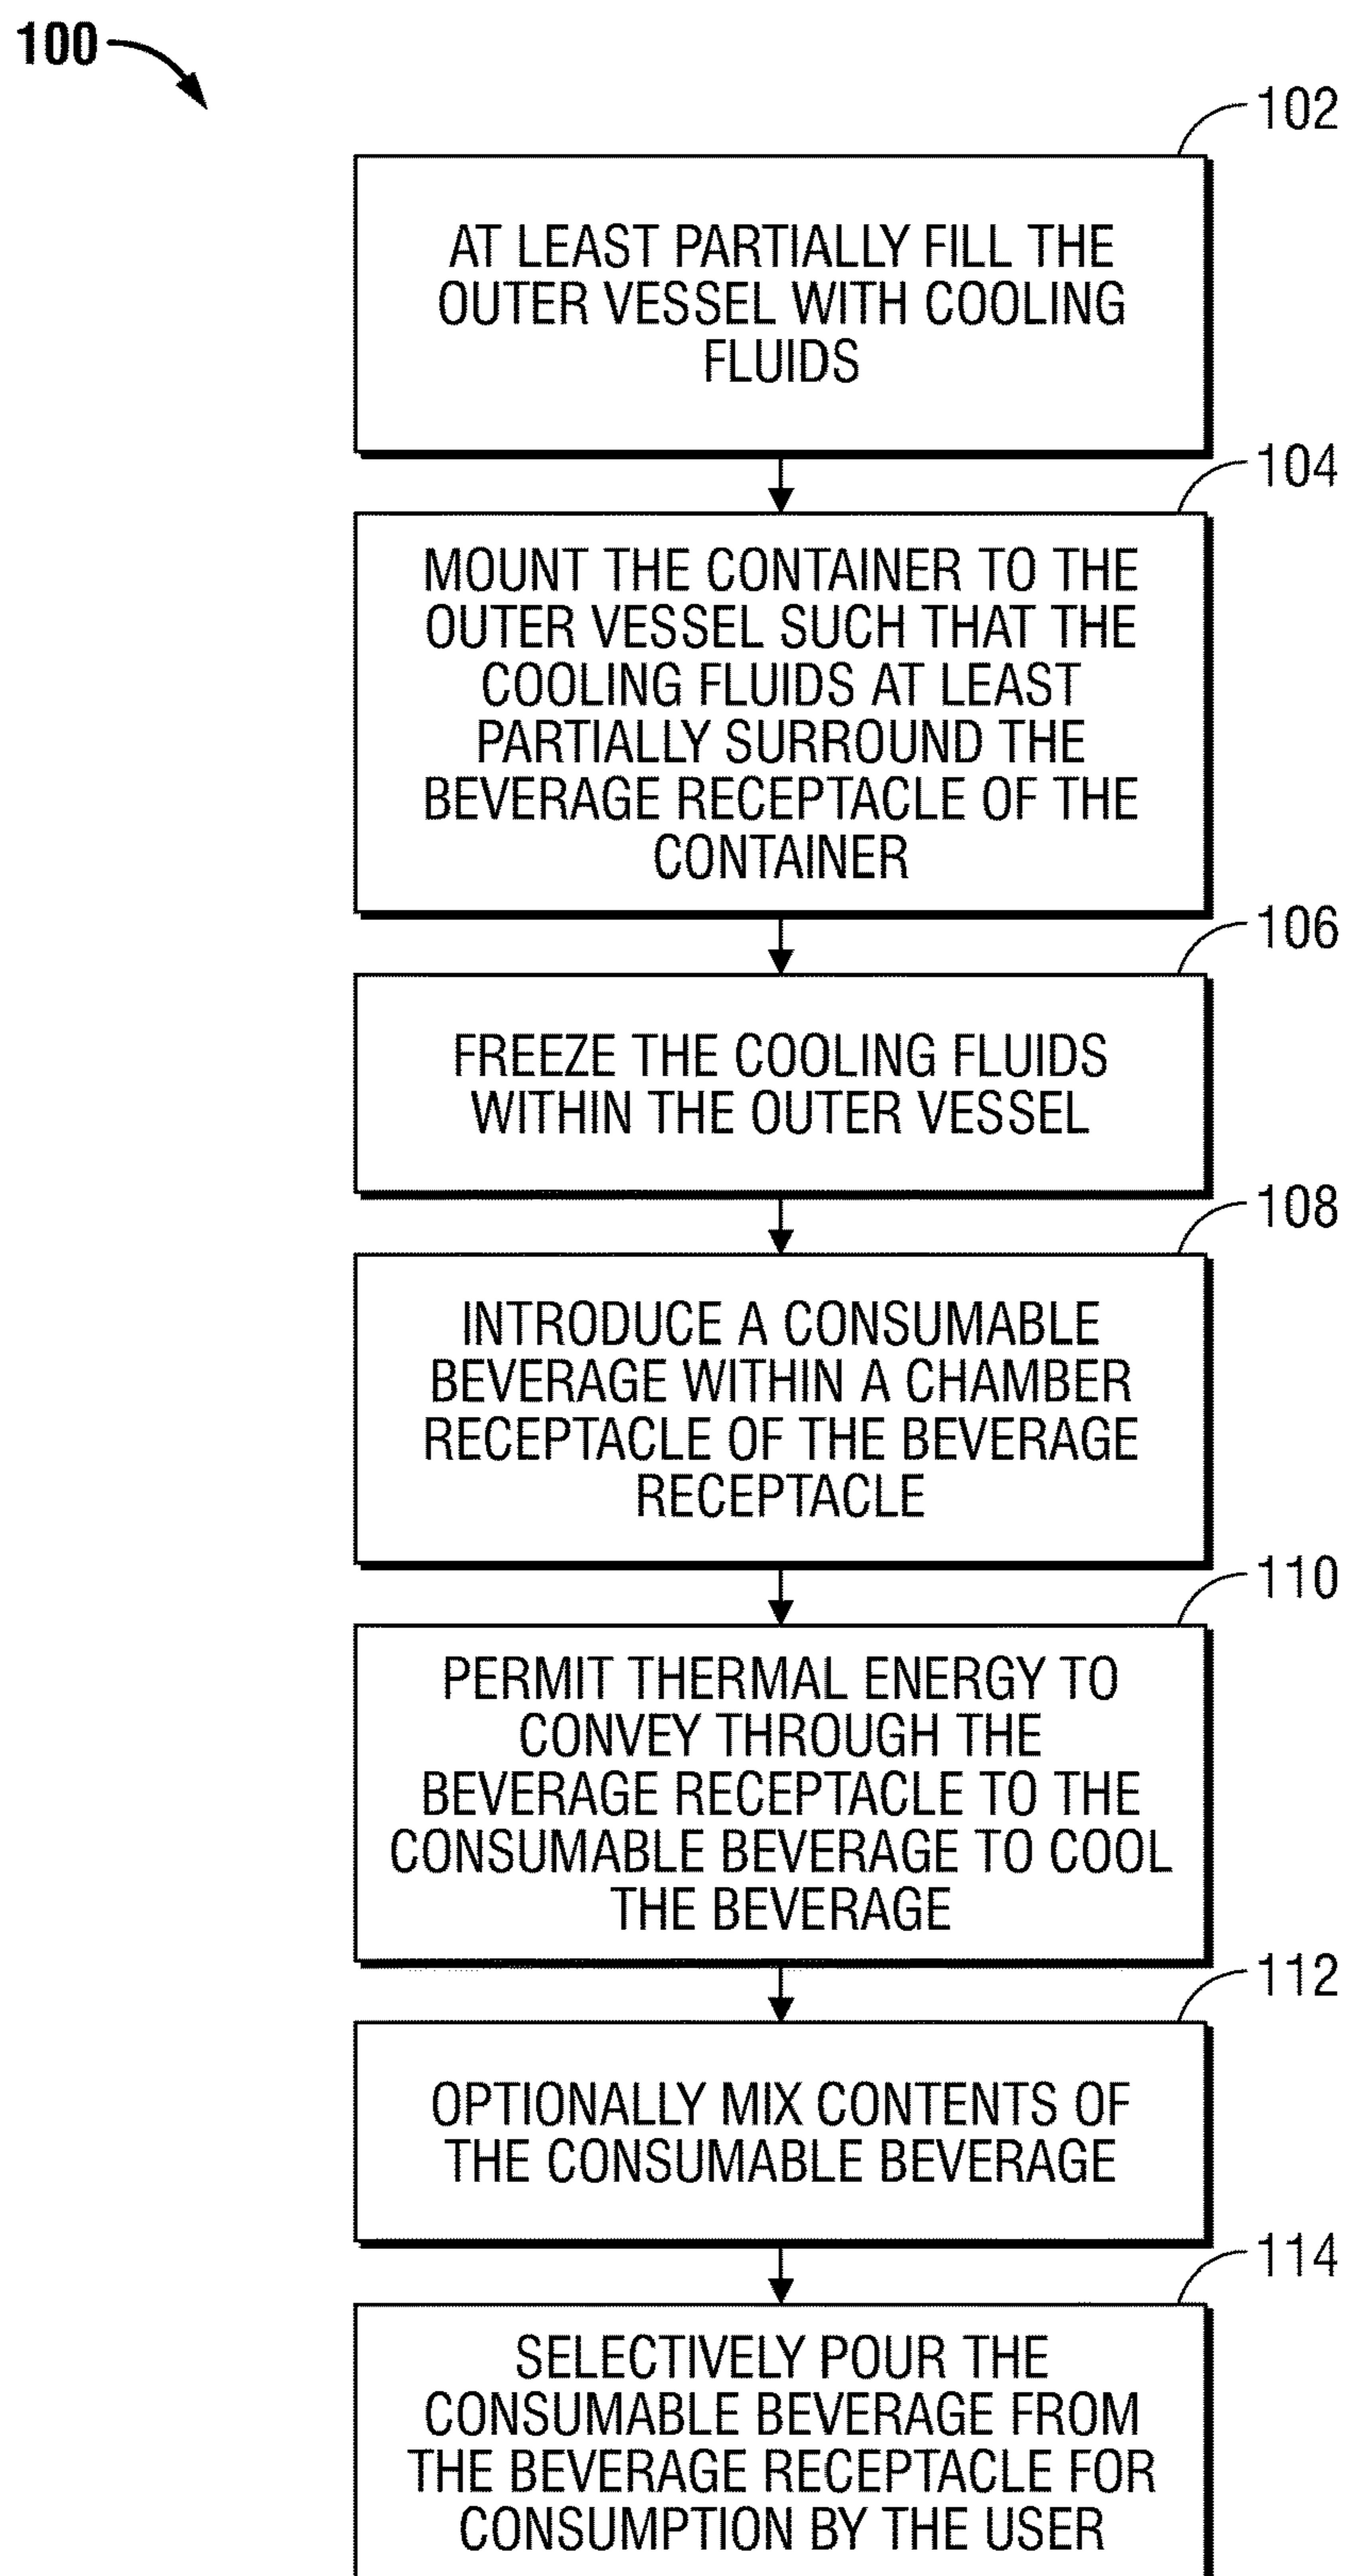 100
102
AT LEAST PARTIALLY FILL THE
OUTER VESSEL WITH COOLING
FLUIDS
104
MOUNT THE CONTAINER TO THE
OUTER VESSEL SUCH THAT THE
COOLING FLUIDS AT LEAST
PARTIALLY SURROUND THE
BEVERAGE RECEPTACLE OF THE
CONTAINER
106
FREEZE THE COOLING FLUIDS
WITHIN THE OUTER VESSEL
108
INTRODUCE A CONSUMABLE
BEVERAGE WITHIN A CHAMBER
RECEPTACLE OF THE BEVERAGE
RECEPTACLE
110
PERMIT THERMAL ENERGY TO
CONVEY THROUGH THE
BEVERAGE RECEPTACLE TO THE
CONSUMABLE BEVERAGE TO COOL
THE BEVERAGE
112
OPTIONALLY MIX CONTENTS OF
THE CONSUMABLE BEVERAGE
114
SELECTIVELY POUR THE
CONSUMABLE BEVERAGE FROM
THE BEVERAGE RECEPTACLE FOR
CONSUMPTION BY THE USER